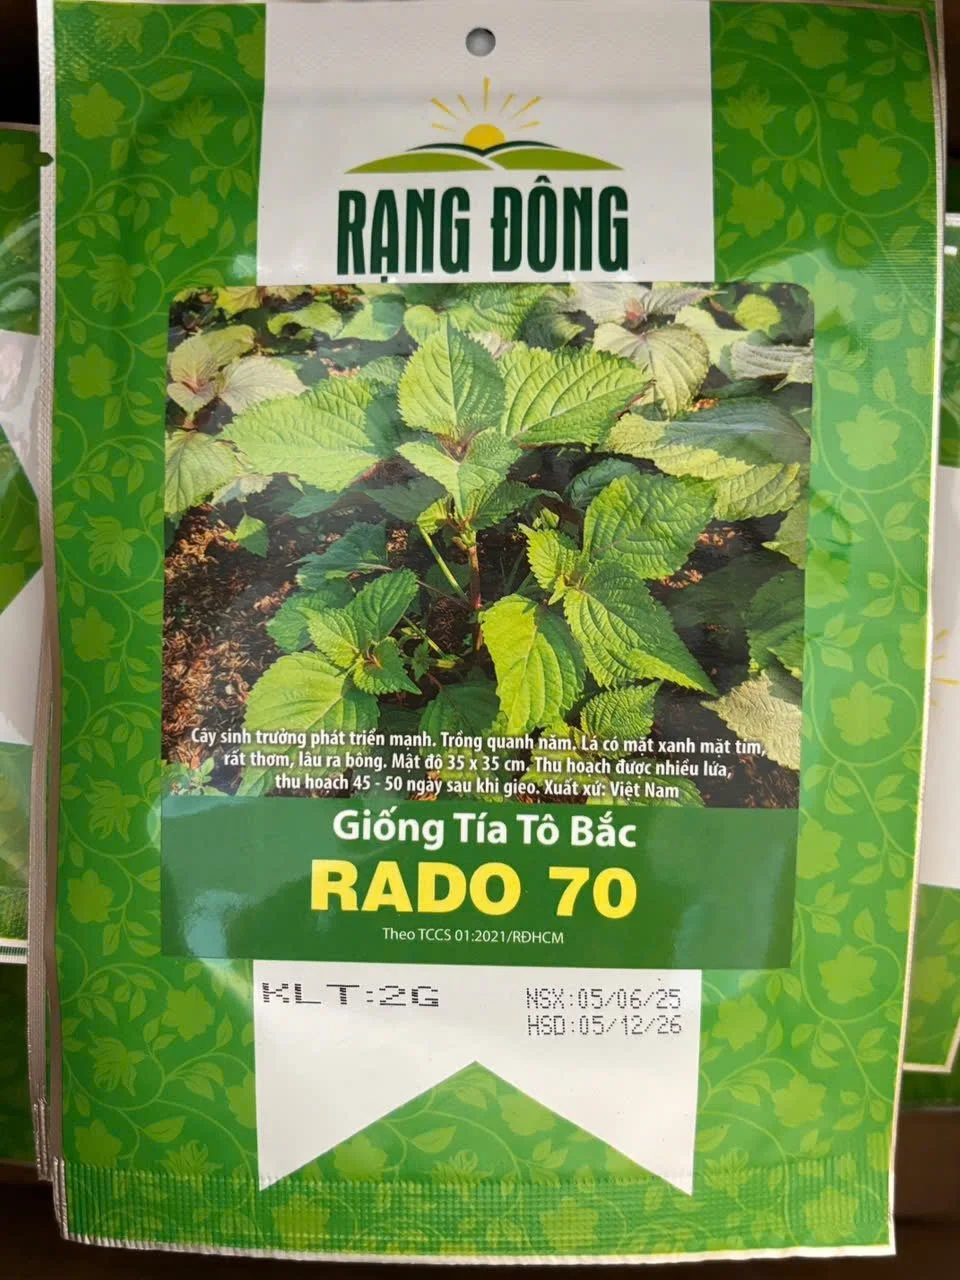 RẠNG ĐÔNG
Cây sinh trưởng phát triển mạnh. Trồng quanh năm. Lá có mặt xanh mặt tím,
rất thơm, lâu ra bông. Mật độ 35 x 35 cm. Thu hoạch được nhiều lứa,
thu hoạch 45 - 50 ngày sau khi gieo. Xuất xứ: Việt Nam
Giống Tía Tô Bắc
RADO 70
Theo TCCS 01:2021/RĐHCM
KLT:2G
NSX:05/06/25
HSD:05/12/26